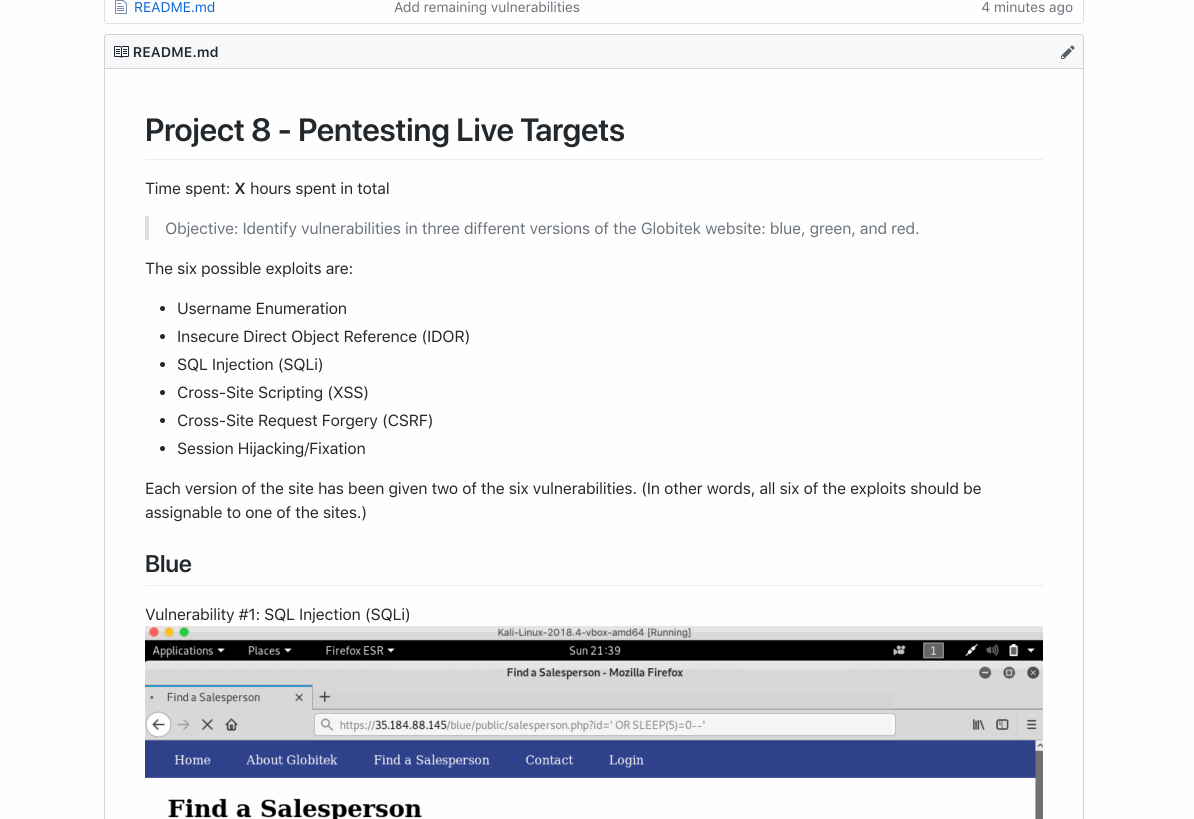 README.md Add remaining vulnerabilities 4 minutes ago
README.md
Project 8 - Pentesting Live Targets
Time spent: X hours spent in total
Objective: Identify vulnerabilities in three different versions of the Globitek website: blue, green, and red.
The six possible exploits are:
• Username Enumeration
• Insecure Direct Object Reference (IDOR)
• SQL Injection (SQLi)
• Cross-Site Scripting (XSS)
• Cross-Site Request Forgery (CSRF)
• Session Hijacking/Fixation
Each version of the site has been given two of the six vulnerabilities. (In other words, all six of the exploits should be
assignable to one of the sites.)
Blue
Vulnerability #1: SQL Injection (SQLi)
Kali-Linux-2018.4-vbox-amd64 [Running]
Applications Places Firefox ESR Sun 21:39 1
Find a Salesperson - Mozilla Firefox
Find a Salesperson
https://35.184.88.145/blue/public/salesperson.php?id=' OR SLEEP(5)=0--'
Home About Globitek Find a Salesperson Contact Login
Find a Salesperson